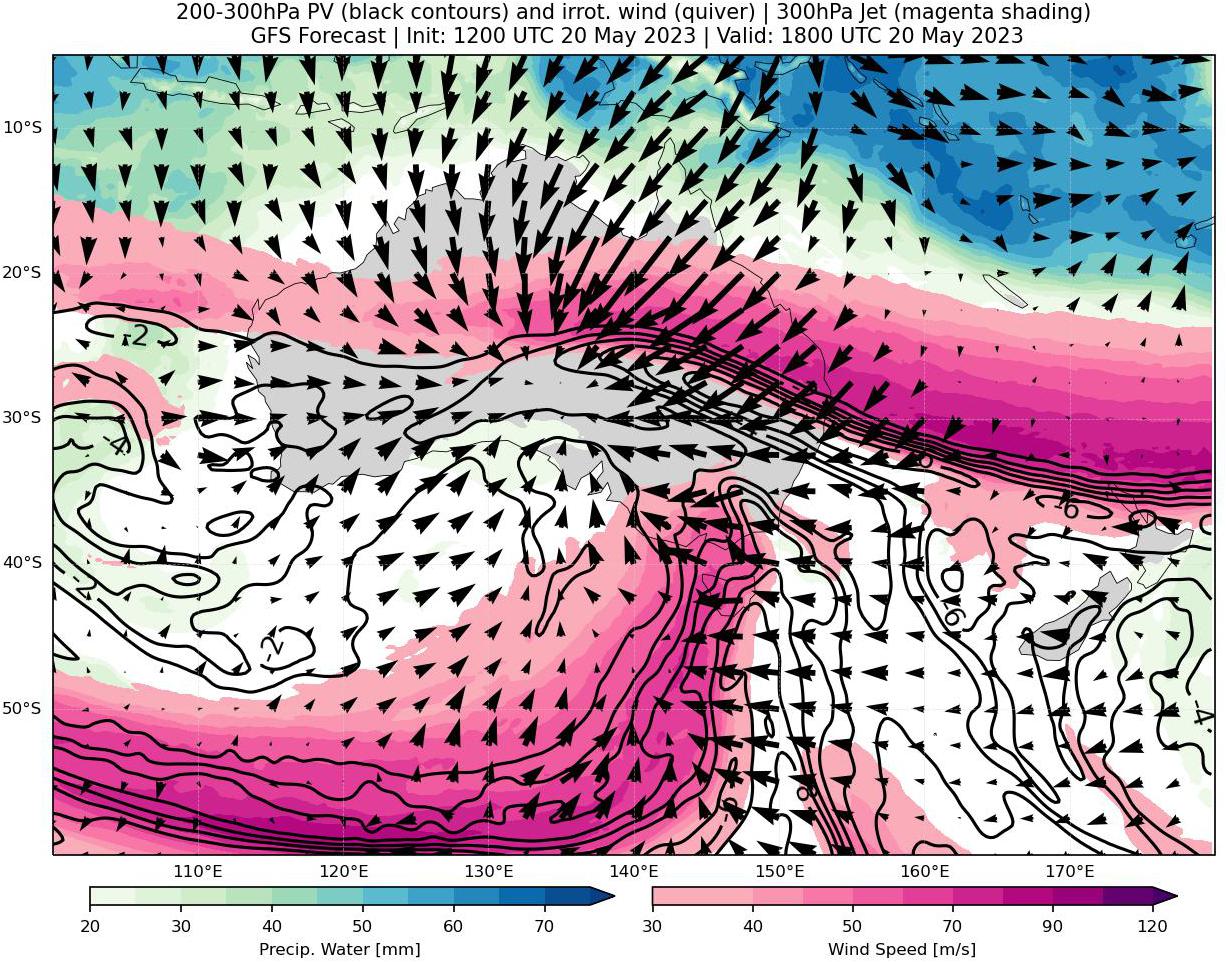 200-300hPa PV (black contours) and irrot. wind (quiver) | 300hPa Jet (magenta shading)
GFS Forecast | Init: 1200 UTC 20 May 2023 | Valid: 1800 UTC 20 May 2023
10°S
20°S
30°S
40°S
50°S
-2
-4
-2
-2
-6
-6
-8
-4
110°E 120°E 130°E 140°E 150°E 160°E 170°E
20 30 40 50 60 70
Precip. Water [mm]
30 40 50 70 90 120
Wind Speed [m/s]